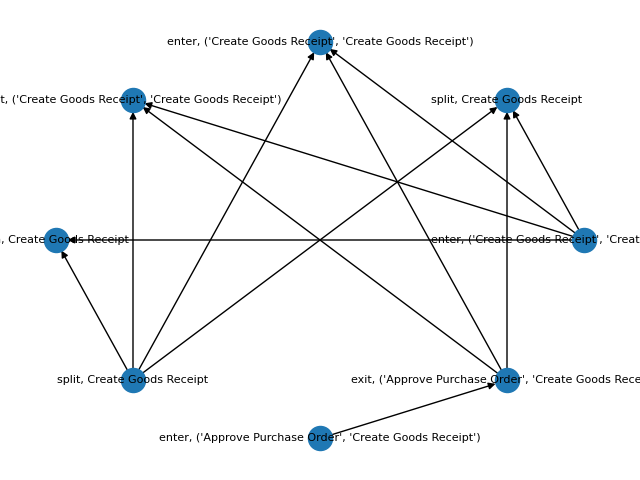 enter, ('Create Goods Receipt', 'Create Goods Receipt')
t, ('Create Goods Receipt', 'Create Goods Receipt')
split, Create Goods Receipt
, Create Goods Receipt
enter, ('Create Goods Receipt', 'Creat
split, Create Goods Receipt
exit, ('Approve Purchase Order', 'Create Goods Rece
enter, ('Approve Purchase Order', 'Create Goods Receipt')